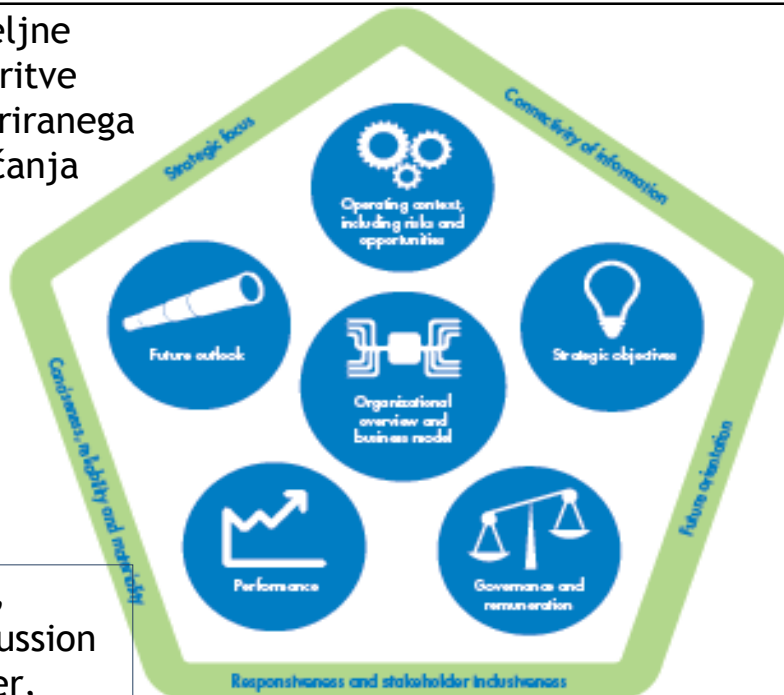 eljne
ritve
riranega
čanja
Strategic focus
Connectivity of information
Operating context,
including risks and
opportunities
Future outlook
Strategic objectives
Organizational
overview and
business model
Conciseness, reliability and materiality
Future orientation
Performance
Governance and
remuneration
,
ussion
er,
Responsiveness and stakeholder inclusiveness